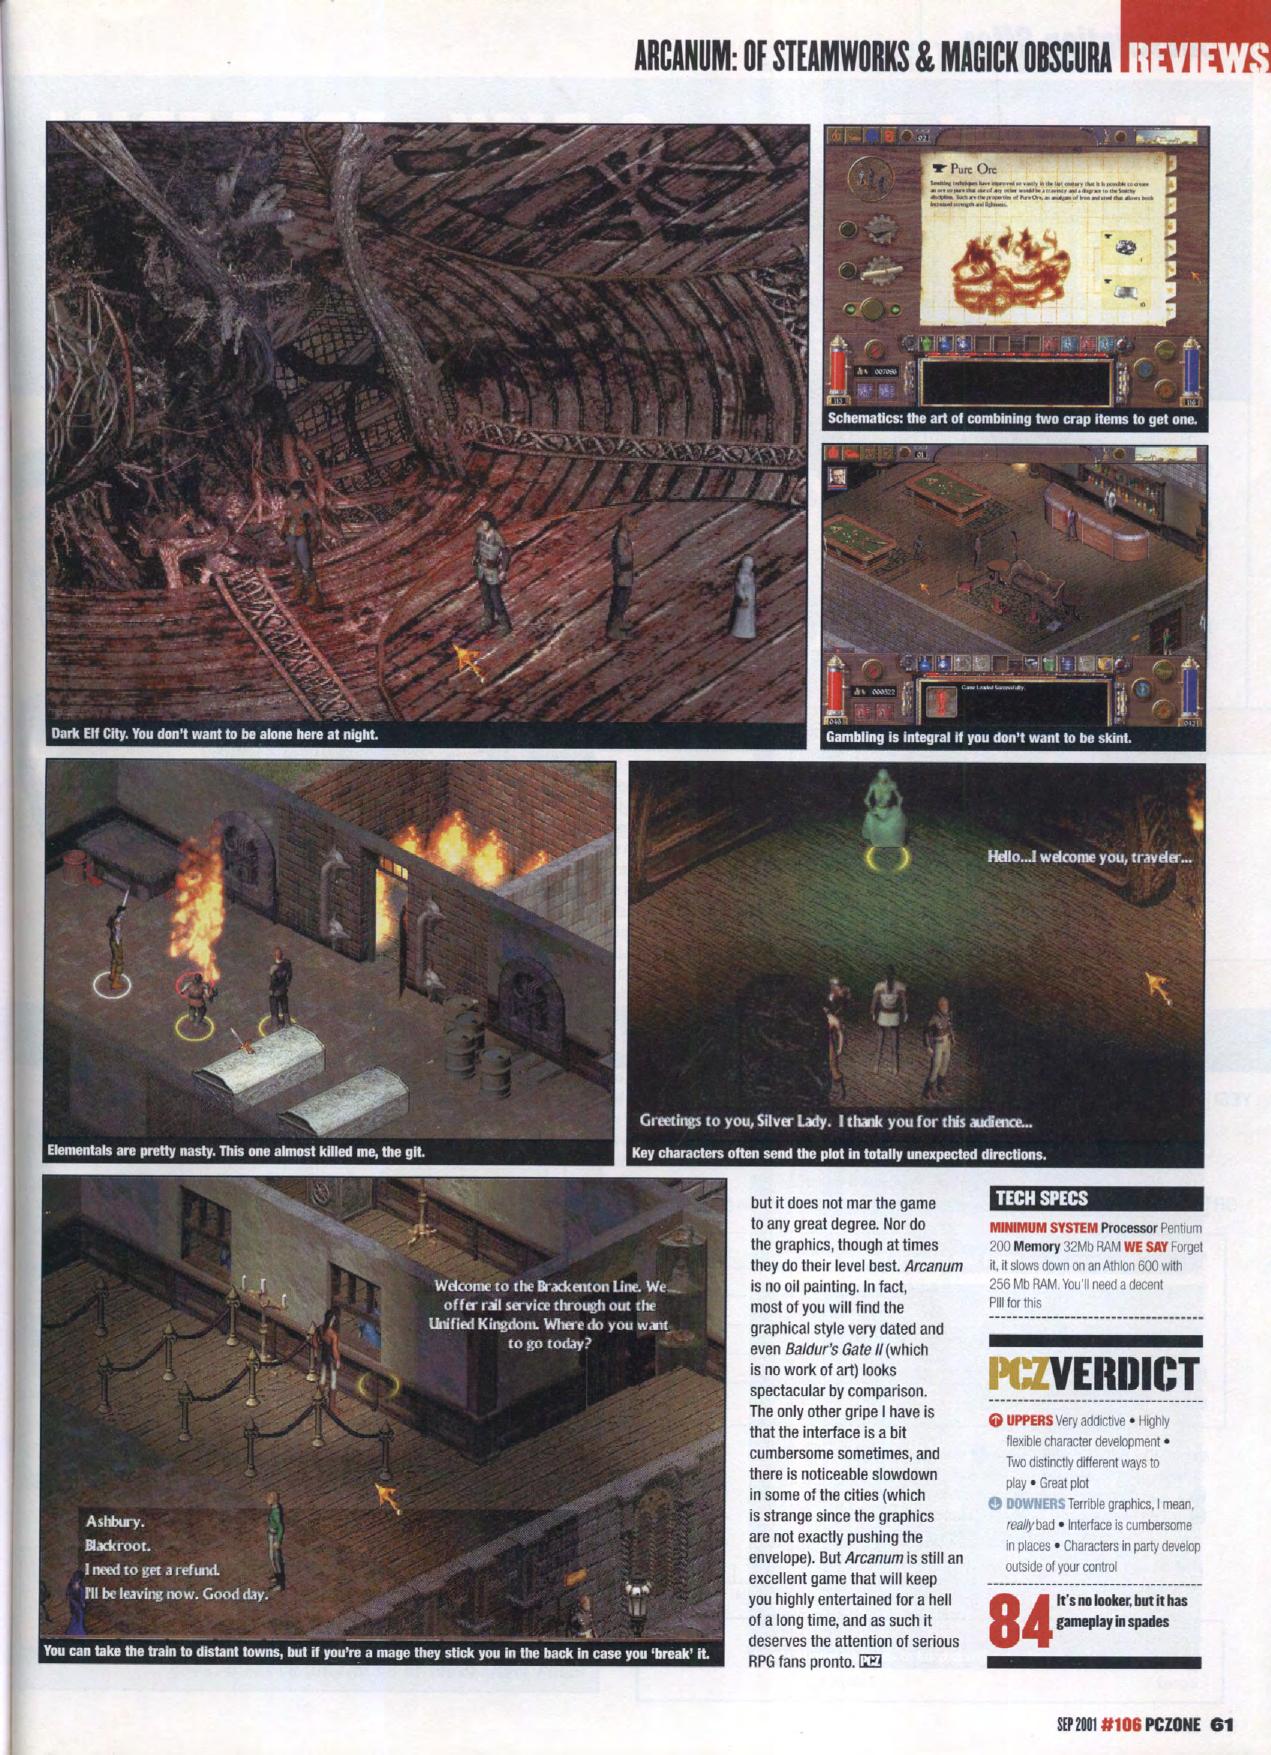 ARCANUM: OF STEAMWORKS & MAGICK OBSCURA REVIEWS
Pure Ore
Schematics: the art of combining two crap items to get one.
Game Loaded Successfully.
Gambling is integral if you don't want to be skint.
Dark Elf City. You don't want to be alone here at night.
Elementals are pretty nasty. This one almost killed me, the git.
Hello...I welcome you, traveler...
Greetings to you, Silver Lady. I thank you for this audience...
Key characters often send the plot in totally unexpected directions.
Welcome to the Brackenton Line. We
offer rail service through out the
Unified Kingdom. Where do you want
to go today?
Ashbury.
Blackroot.
I need to get a refund.
I'll be leaving now. Good day.
You can take the train to distant towns, but if you're a mage they stick you in the back in case you 'break' it.
but it does not mar the game
to any great degree. Nor do
the graphics, though at times
they do their level best. Arcanum
is no oil painting. In fact,
most of you will find the
graphical style very dated and
even Baldur's Gate II (which
is no work of art) looks
spectacular by comparison.
The only other gripe I have is
that the interface is a bit
cumbersome sometimes, and
there is noticeable slowdown
in some of the cities (which
is strange since the graphics
are not exactly pushing the
envelope). But Arcanum is still an
excellent game that will keep
you highly entertained for a hell
of a long time, and as such it
deserves the attention of serious
RPG fans pronto. PCZ
TECH SPECS
MINIMUM SYSTEM Processor Pentium
200 Memory 32Mb RAM WE SAY Forget
it, it slows down on an Athlon 600 with
256 Mb RAM. You'll need a decent
PIII for this
PCZVERDICT
UPPERS Very addictive • Highly
flexible character development •
Two distinctly different ways to
play • Great plot
DOWNERS Terrible graphics, I mean,
really bad • Interface is cumbersome
in places • Characters in party develop
outside of your control
84 It's no looker, but it has
gameplay in spades
SEP 2001 #106 PCZONE 61